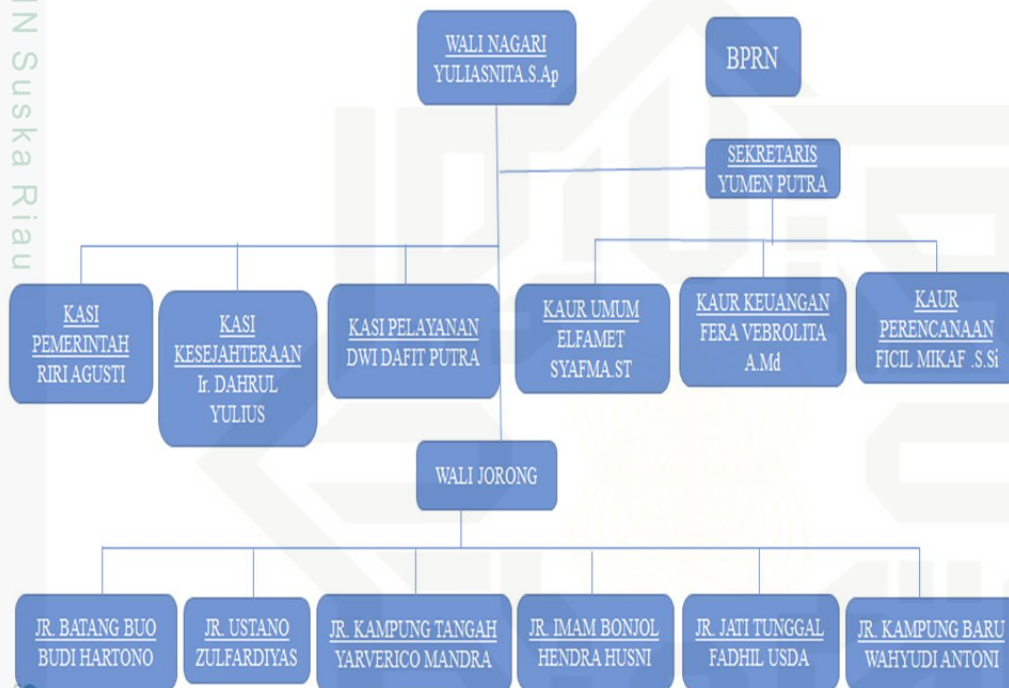 IN Suska Riau
WALI NAGARI
YULIASNITA.S.Ap
BPRN
SEKRETARIS
YUMEN PUTRA
KASI
PEMERINTAH
RIRI AGUSTI
KASI
KESEJAHTERAAN
Ir. DAHRUL
YULIUS
KASI PELAYANAN
DWI DAFIT PUTRA
KAUR UMUM
ELFAMET
SYAFMA.ST
KAUR KEUANGAN
FERA VEBROLITA
A.Md
KAUR
PERENCANAAN
FICIL MIKAF .S.Si
WALI JORONG
JR. BATANG BUO
BUDI HARTONO
JR. USTANO
ZULFARDIYAS
JR. KAMPUNG TANGAH
YARVERICO MANDRA
JR. IMAM BONJOL
HENDRA HUSNI
JR. JATI TUNGGAL
FADHIL USDA
JR. KAMPUNG BARU
WAHYUDI ANTONI